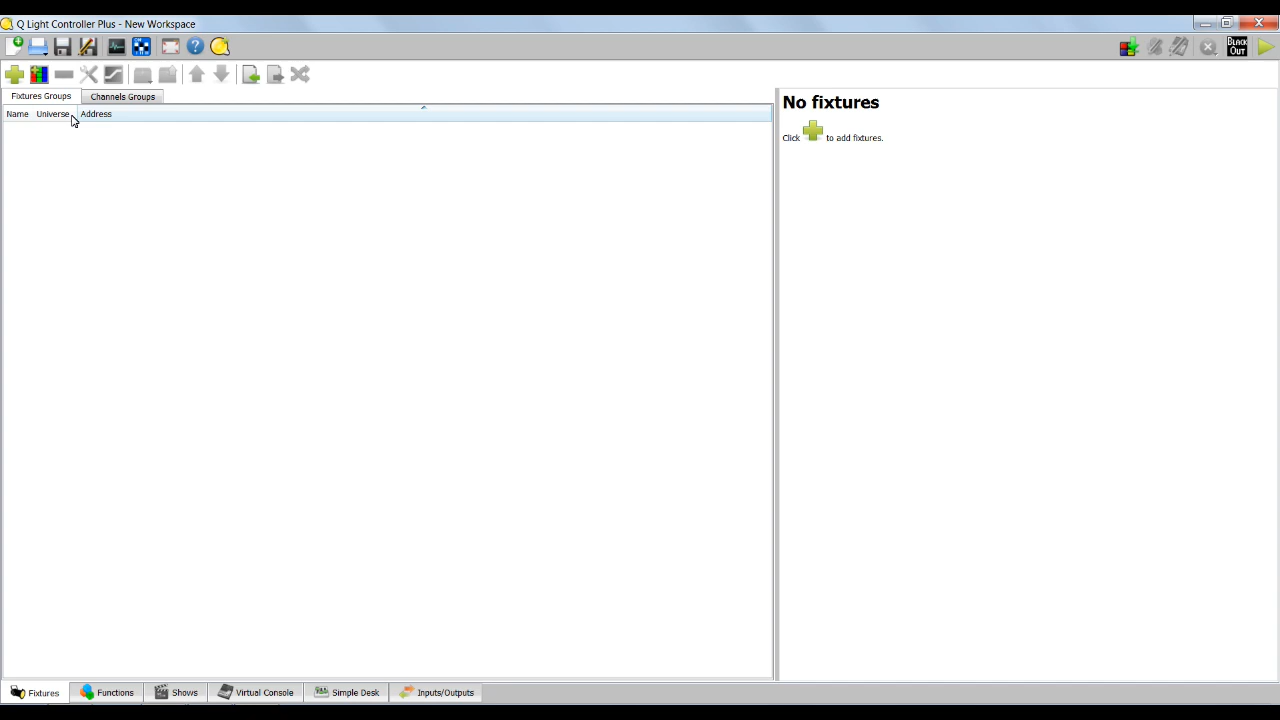 Q Light Controller Plus - New Workspace
BLACK
OUT
Fixtures Groups Channels Groups
Name Universe Address
No fixtures
Click to add fixtures.
Fixtures Functions Shows Virtual Console Simple Desk Inputs/Outputs